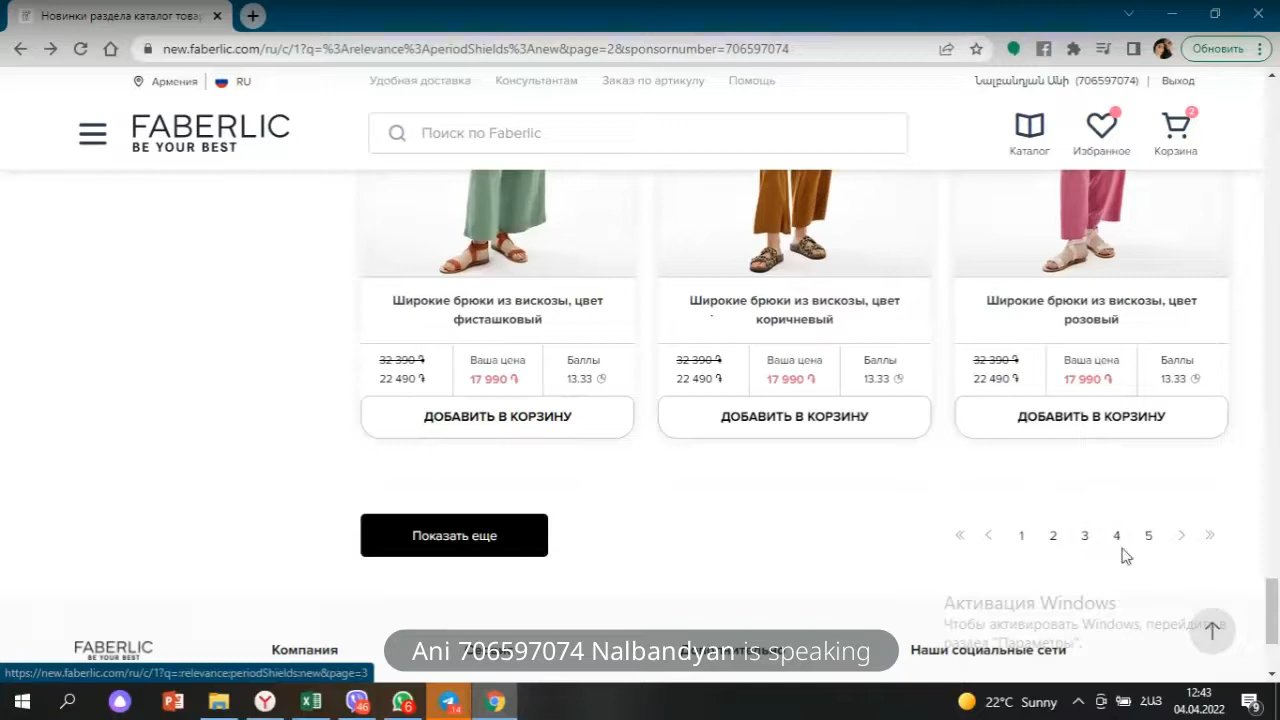 Новинки раздела каталог това
new.faberlic.com/ru/c/1?q=%3Arelevance%3AperiodShields%3Anew&page=2&sponsornumber=706597074
Обновить
Армения
RU
Удобная доставка
Консультантам
Заказ по артикулу
Помощь
Նալբանդյան Անի (706597074)
Выход
FABERLIC
BE YOUR BEST
Поиск по Faberlic
Каталог
Избранное
2
Корзина
Широкие брюки из вискозы, цвет
фисташковый
32 390 ֏
22 490 ֏
Ваша цена
17 990 ֏
Баллы
13.33
ДОБАВИТЬ В КОРЗИНУ
Широкие брюки из вискозы, цвет
коричневый
32 390 ֏
22 490 ֏
Ваша цена
17 990 ֏
Баллы
13.33
ДОБАВИТЬ В КОРЗИНУ
Широкие брюки из вискозы, цвет
розовый
32 390 ֏
22 490 ֏
Ваша цена
17 990 ֏
Баллы
13.33
ДОБАВИТЬ В КОРЗИНУ
Показать еще
« ‹ 1 2 3 4 5 › »
Активация Windows
Чтобы активировать Windows, перейдите в
раздел "Параметры".
FABERLIC
BE YOUR BEST
Компания
Наши социальные сети
Ani 706597074 Nalbandyan is speaking
https://new.faberlic.com/ru/c/1?q=:relevance:periodShields:new&page=3
46
6
14
22°C Sunny
ՀԱՅ
12:43
04.04.2022
9